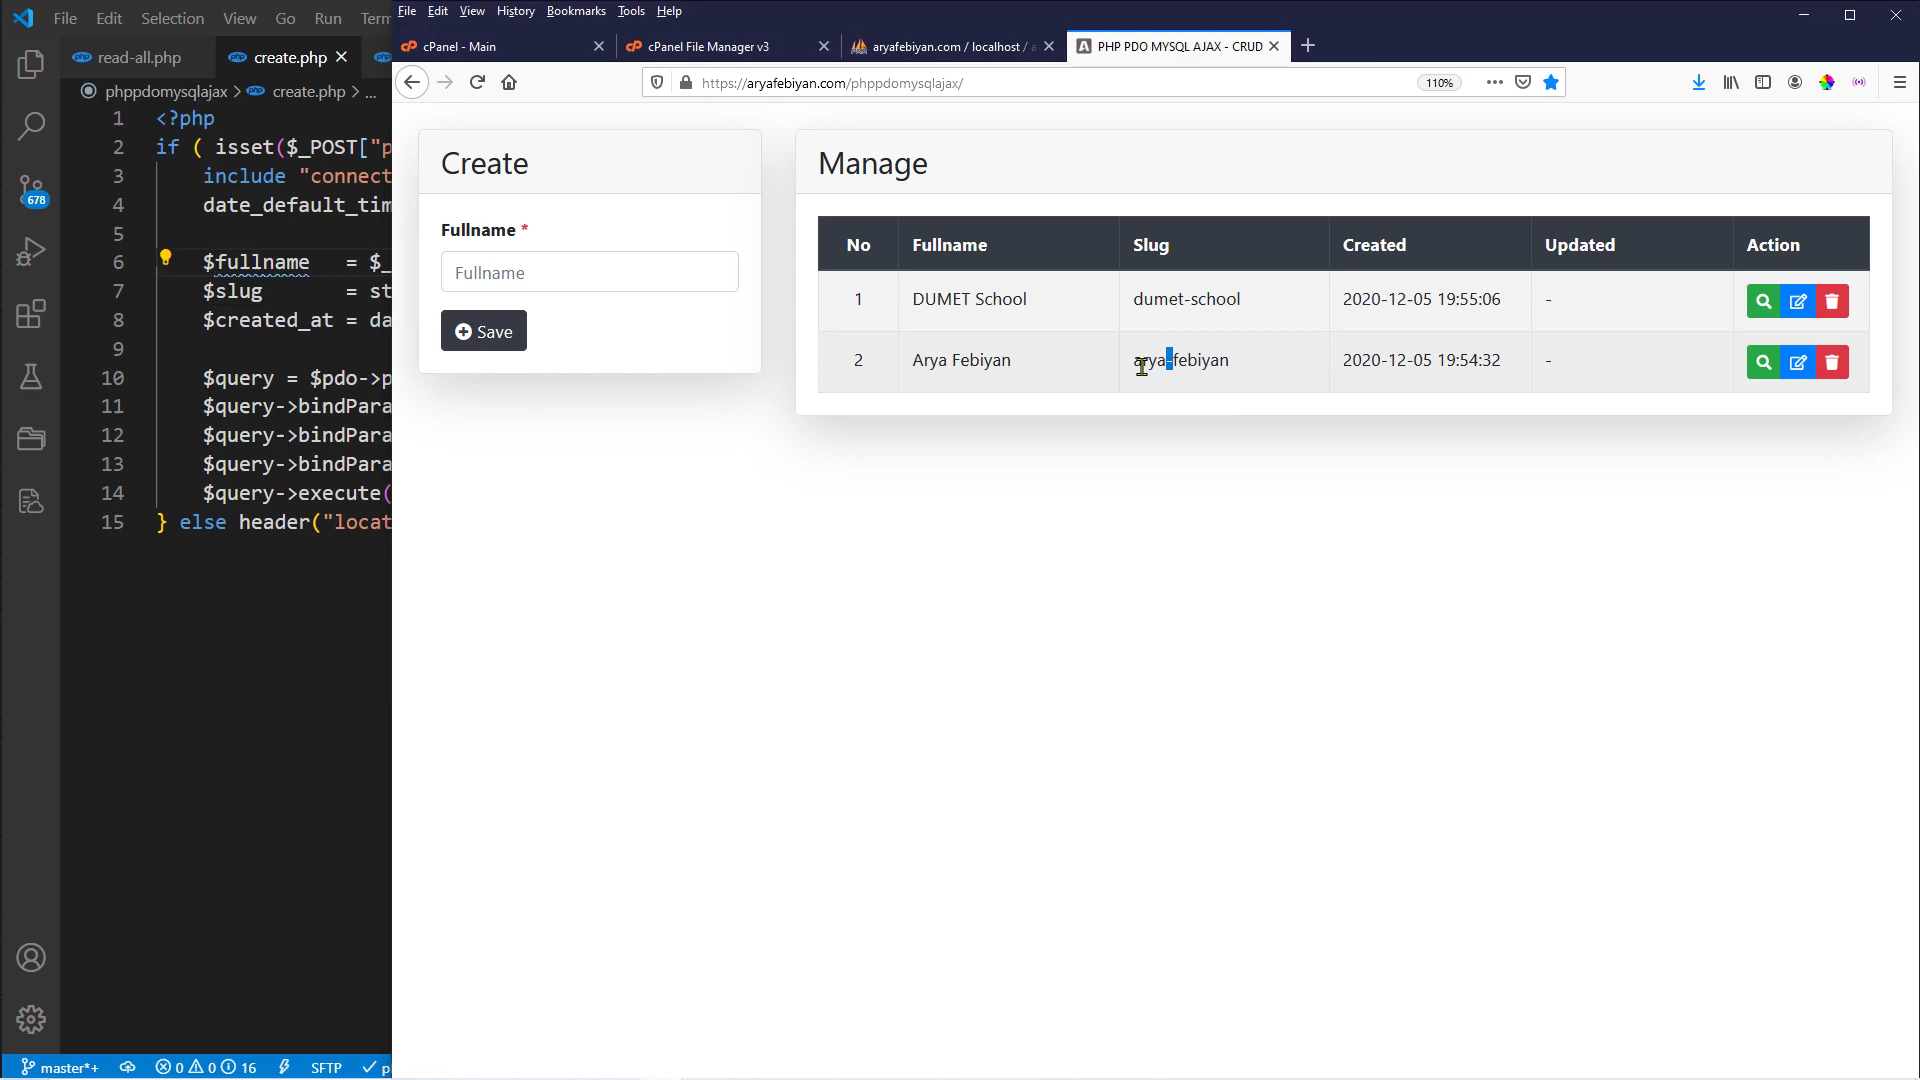 File Edit Selection View Go Run Term
read-all.php
create.php
phppdomysqlajax > create.php > ...
1 <?php
2 if ( isset($_POST["p
3 include "connect
4 date_default_tim
5
6 $fullname = $_
7 $slug = st
8 $created_at = da
9
10 $query = $pdo->p
11 $query->bindPara
12 $query->bindPara
13 $query->bindPara
14 $query->execute(
15 } else header("locat
678
master*+ 0 0 16 SFTP p
File Edit View History Bookmarks Tools Help
cPanel - Main
cPanel File Manager v3
aryafebiyan.com / localhost / a
PHP PDO MYSQL AJAX - CRUD
https://aryafebiyan.com/phppdomysqlajax/
110%
Create
Fullname *
Fullname
Save
Manage
No Fullname Slug Created Updated Action
1 DUMET School dumet-school 2020-12-05 19:55:06 -
2 Arya Febiyan arya-febiyan 2020-12-05 19:54:32 -